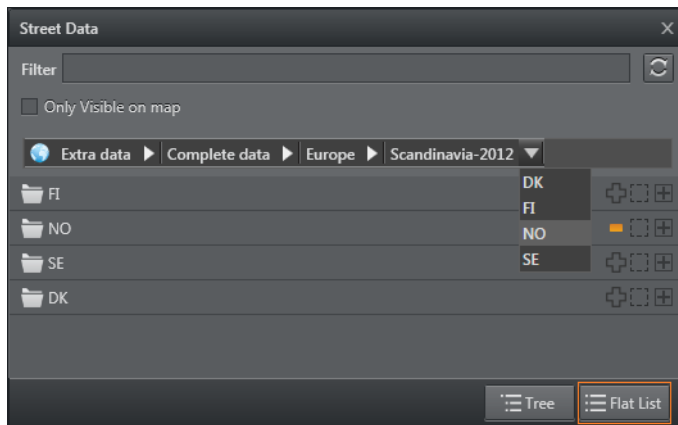 Street Data
Filter
Only Visible on map
Extra data Complete data Europe Scandinavia-2012
DK
FI
NO
SE
FI
NO
SE
DK
Tree Flat List